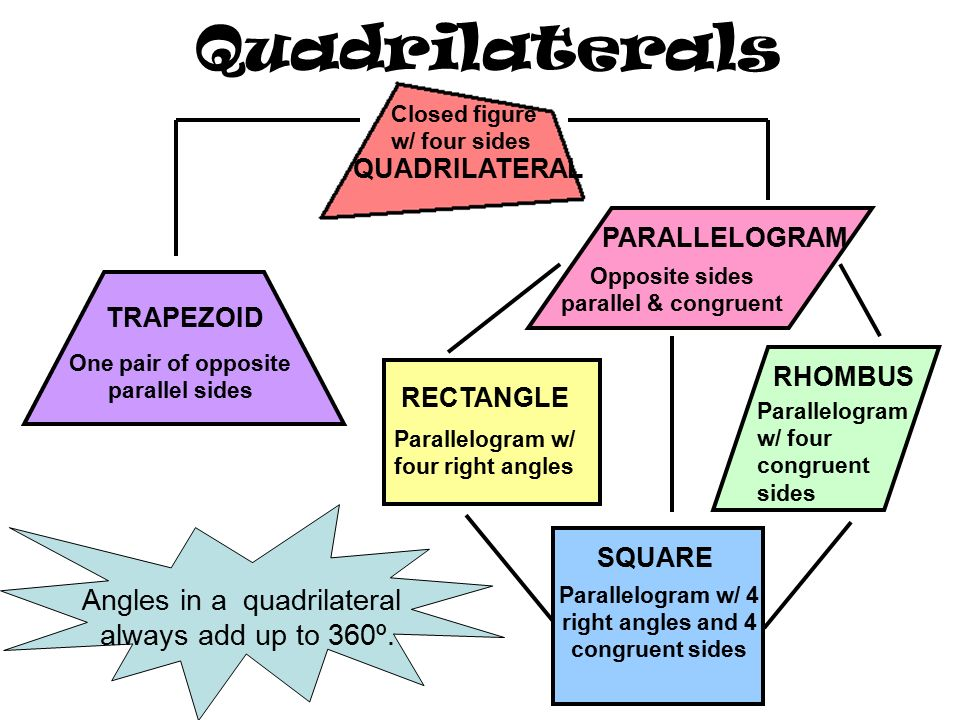 Quadrilaterals
Closed figure
w/ four sides
QUADRILATERAL
PARALLELOGRAM
Opposite sides
parallel & congruent
TRAPEZOID
One pair of opposite
parallel sides
RECTANGLE
Parallelogram w/
four right angles
RHOMBUS
Parallelogram
w/ four
congruent
sides
SQUARE
Parallelogram w/ 4
right angles and 4
congruent sides
Angles in a quadrilateral
always add up to 360º.